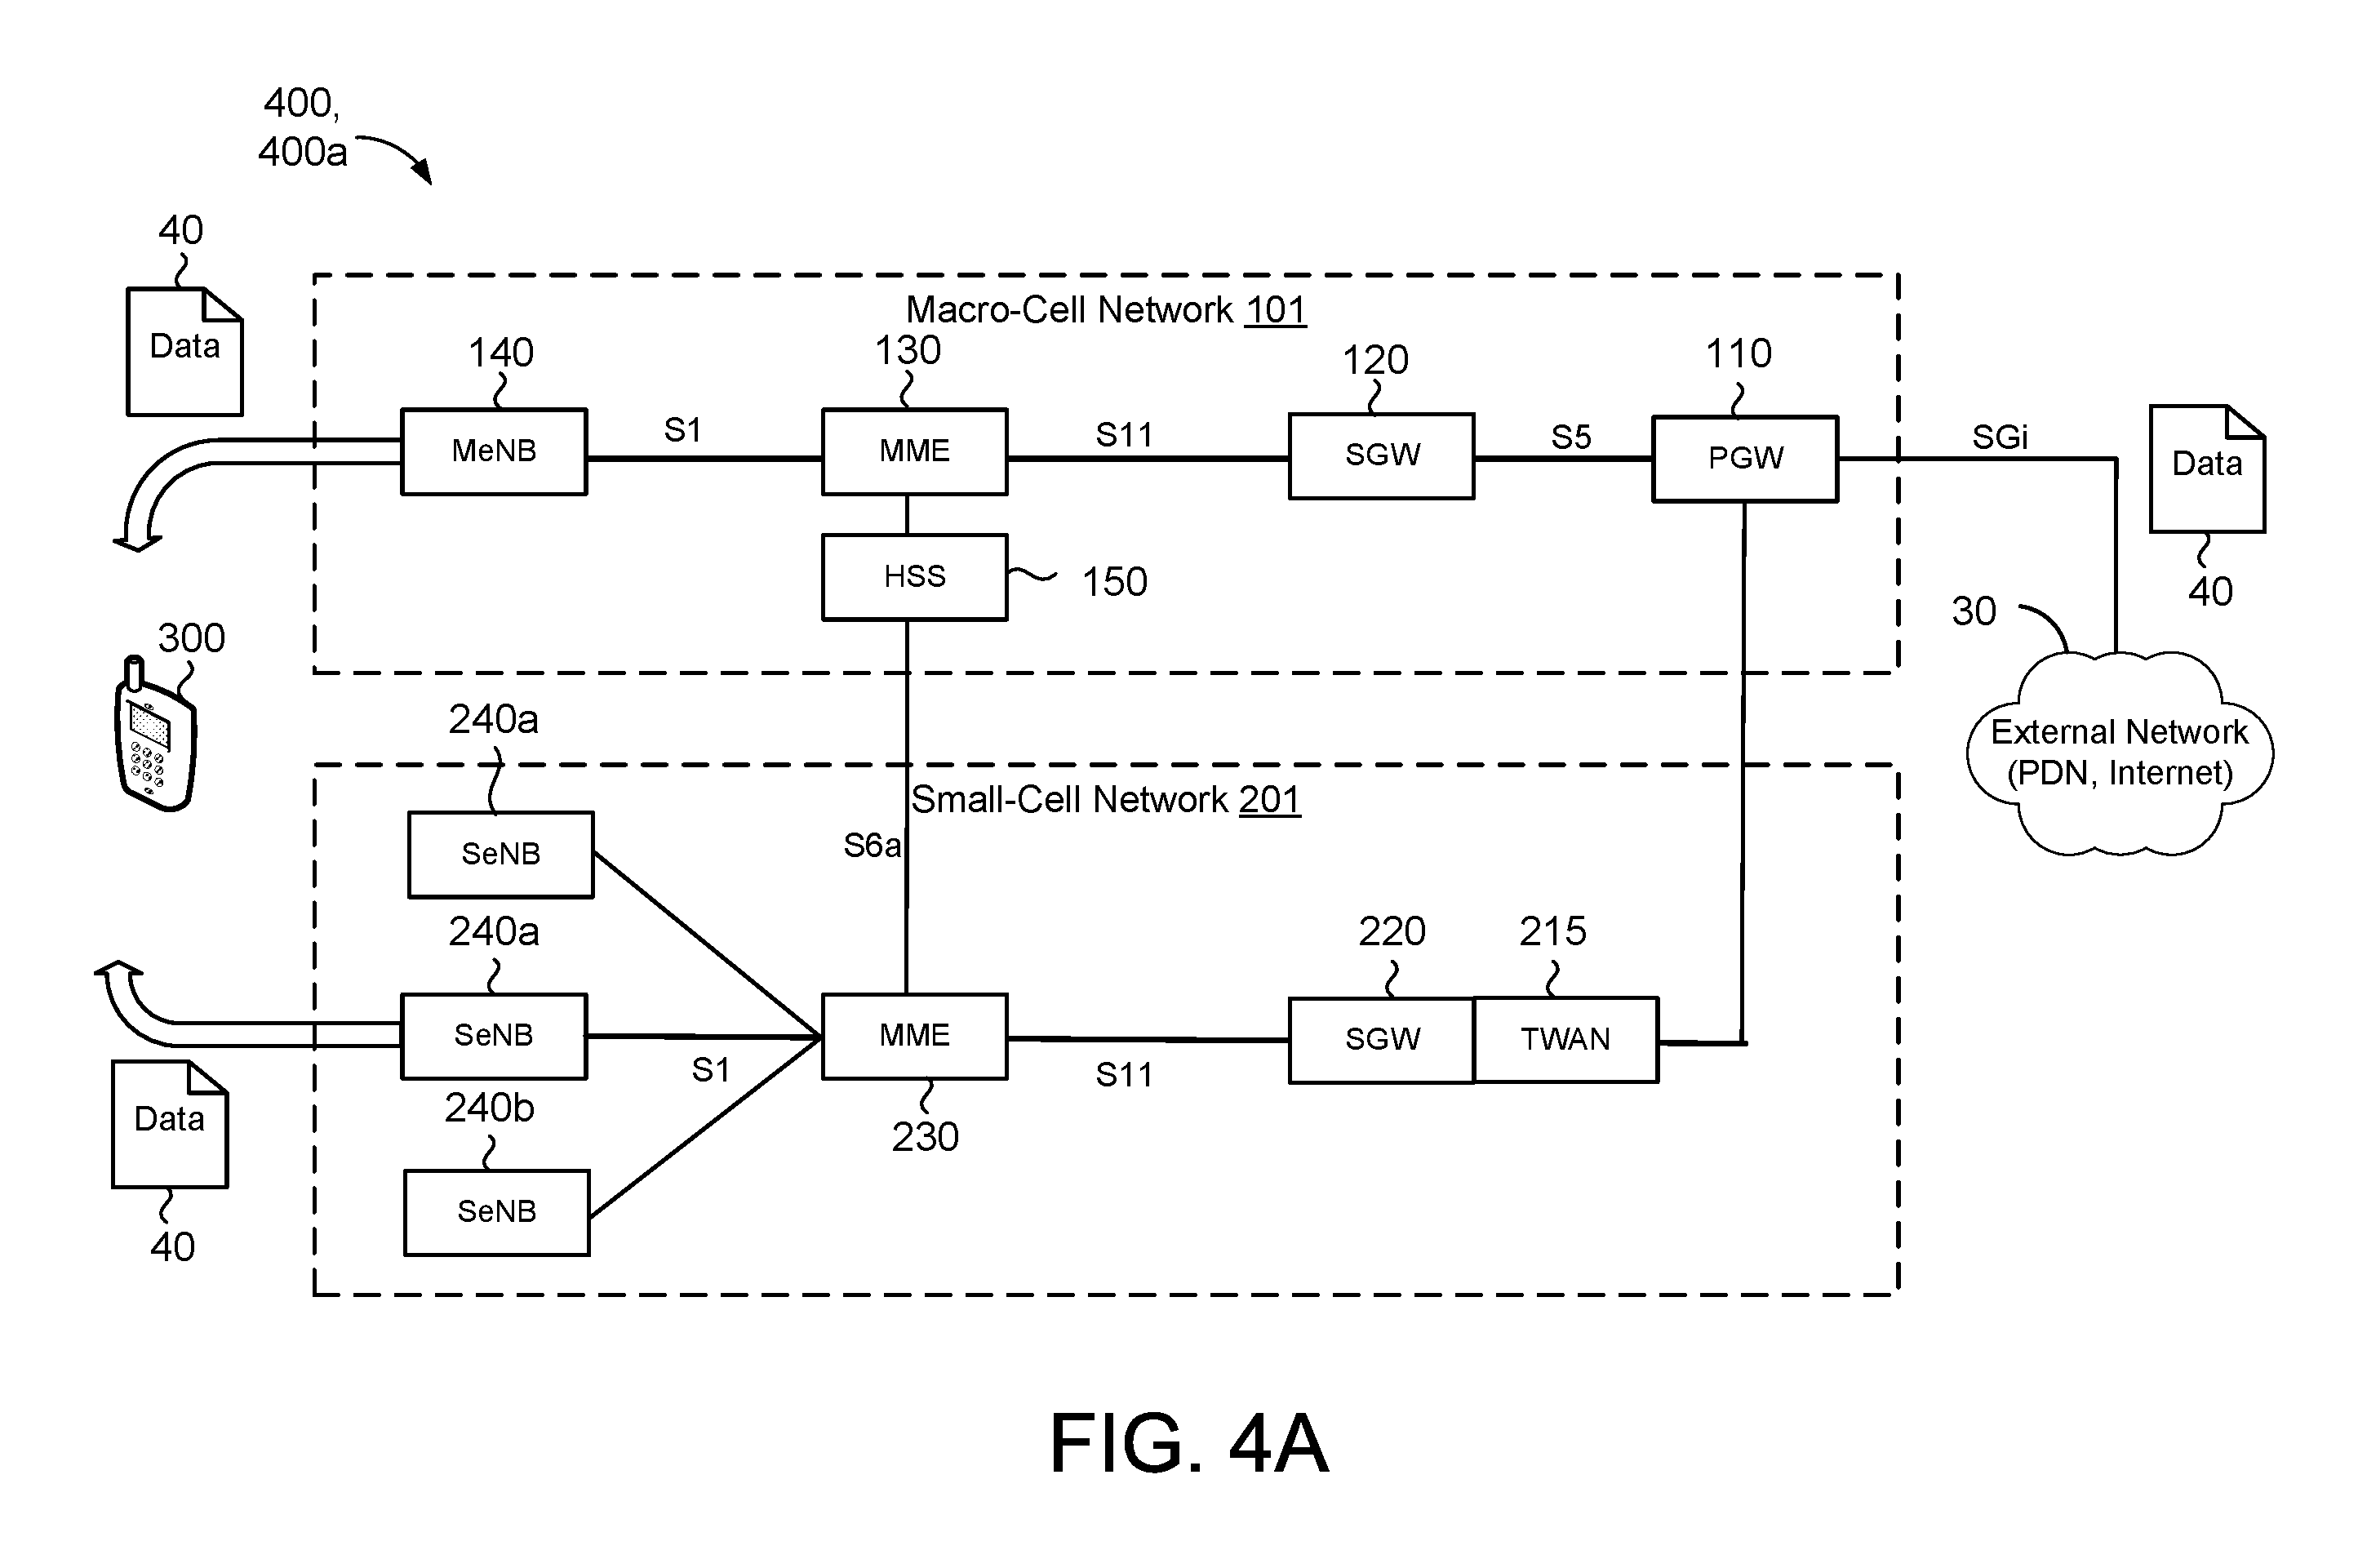 400,
400a
40
Data
Macro-Cell Network 101
140
130
120
110
MeNB
S1
MME
S11
SGW
S5
PGW
SGi
Data
40
HSS
150
30
300
External Network
(PDN, Internet)
240a
SeNB
Small-Cell Network 201
S6a
240a
220
215
SeNB
S1
MME
S11
SGW
TWAN
Data
40
240b
230
SeNB
FIG. 4A